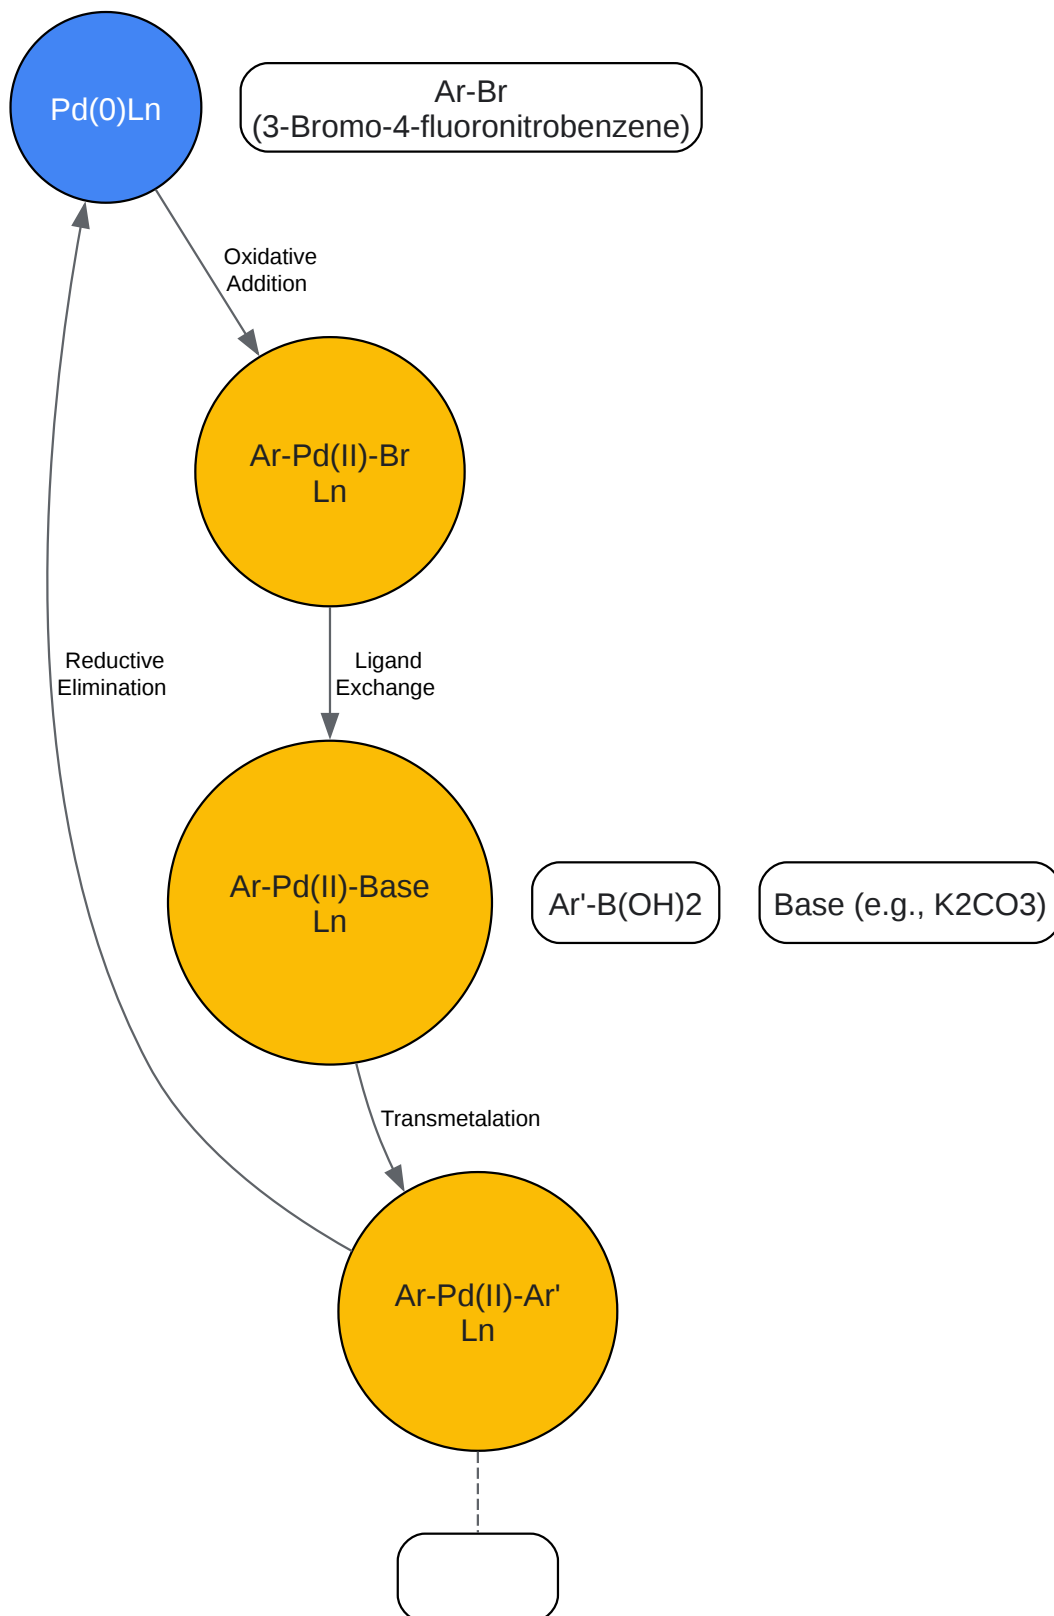 Pd(0)Ln
Ar-Br
(3-Bromo-4-fluoronitrobenzene)
Oxidative
Addition
Ar-Pd(II)-Br
Ln
Reductive
Elimination
Ligand
Exchange
Ar-Pd(II)-Base
Ln
Ar'-B(OH)2
Base (e.g., K2CO3)
Transmetalation
Ar-Pd(II)-Ar'
Ln